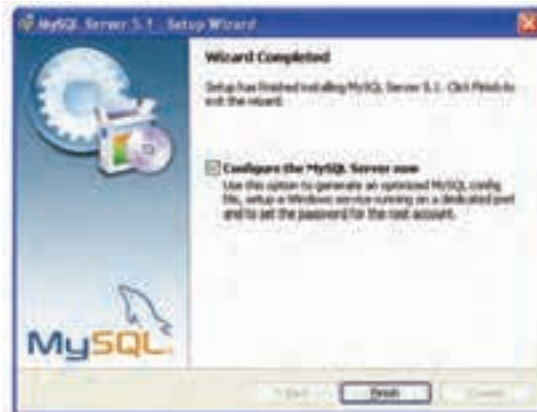 MySQL Server 5.1 - Setup Wizard
Wizard Completed
Setup has finished installing MySQL Server 5.1. Click Finish to
exit the wizard.
Configure the MySQL Server now
Use this option to generate an optimized MySQL config
file, setup a Windows service running on a dedicated port
and to set the password for the root account.
MySQL
< Back
Finish
Cancel